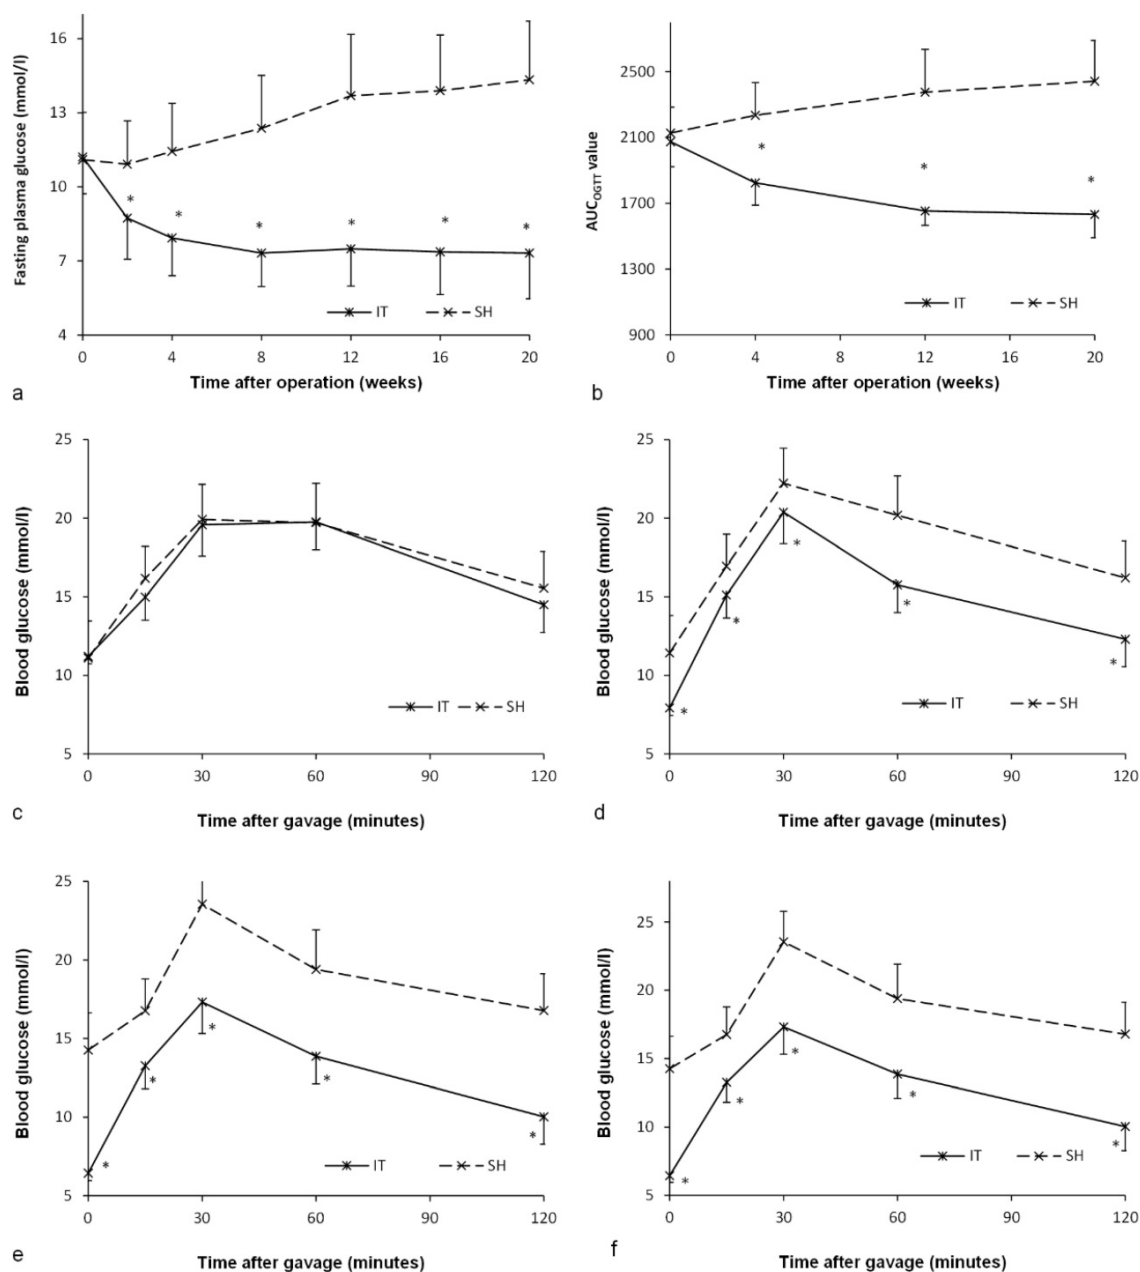 Fasting plasma glucose (mmol/l)
16
13
10
7
4
* * * * * *
IT SH
0 4 8 12 16 20
Time after operation (weeks)
a
AUCOGTT value
2500
2100
1700
1300
900
* * *
IT SH
0 4 8 12 16 20
Time after operation (weeks)
b
Blood glucose (mmol/l)
25
20
15
10
5
IT SH
0 30 60 90 120
Time after gavage (minutes)
c
Blood glucose (mmol/l)
25
20
15
10
5
* * * * *
IT SH
0 30 60 90 120
Time after gavage (minutes)
d
Blood glucose (mmol/l)
25
20
15
10
5
* * * * *
IT SH
0 30 60 90 120
Time after gavage (minutes)
e
Blood glucose (mmol/l)
25
20
15
10
5
* * * * *
IT SH
0 30 60 90 120
Time after gavage (minutes)
f